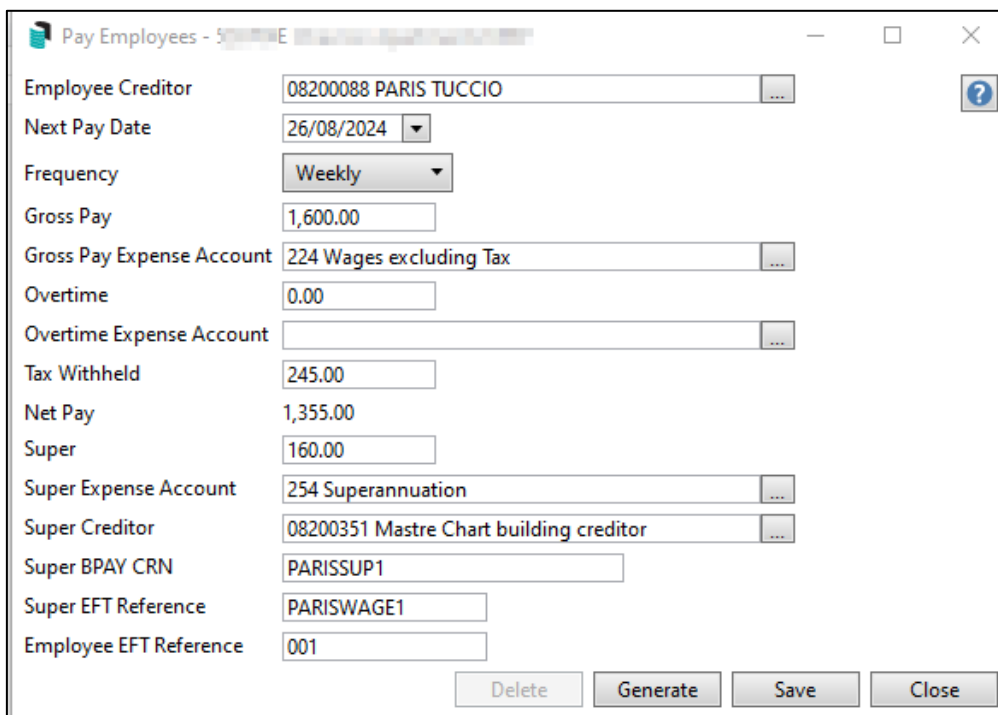 Pay Employees -
Employee Creditor 08200088 PARIS TUCCIO ...
Next Pay Date 26/08/2024
Frequency Weekly
Gross Pay 1,600.00
Gross Pay Expense Account 224 Wages excluding Tax ...
Overtime 0.00
Overtime Expense Account ...
Tax Withheld 245.00
Net Pay 1,355.00
Super 160.00
Super Expense Account 254 Superannuation ...
Super Creditor 08200351 Mastre Chart building creditor ...
Super BPAY CRN PARISSUP1
Super EFT Reference PARISWAGE1
Employee EFT Reference 001
Delete Generate Save Close